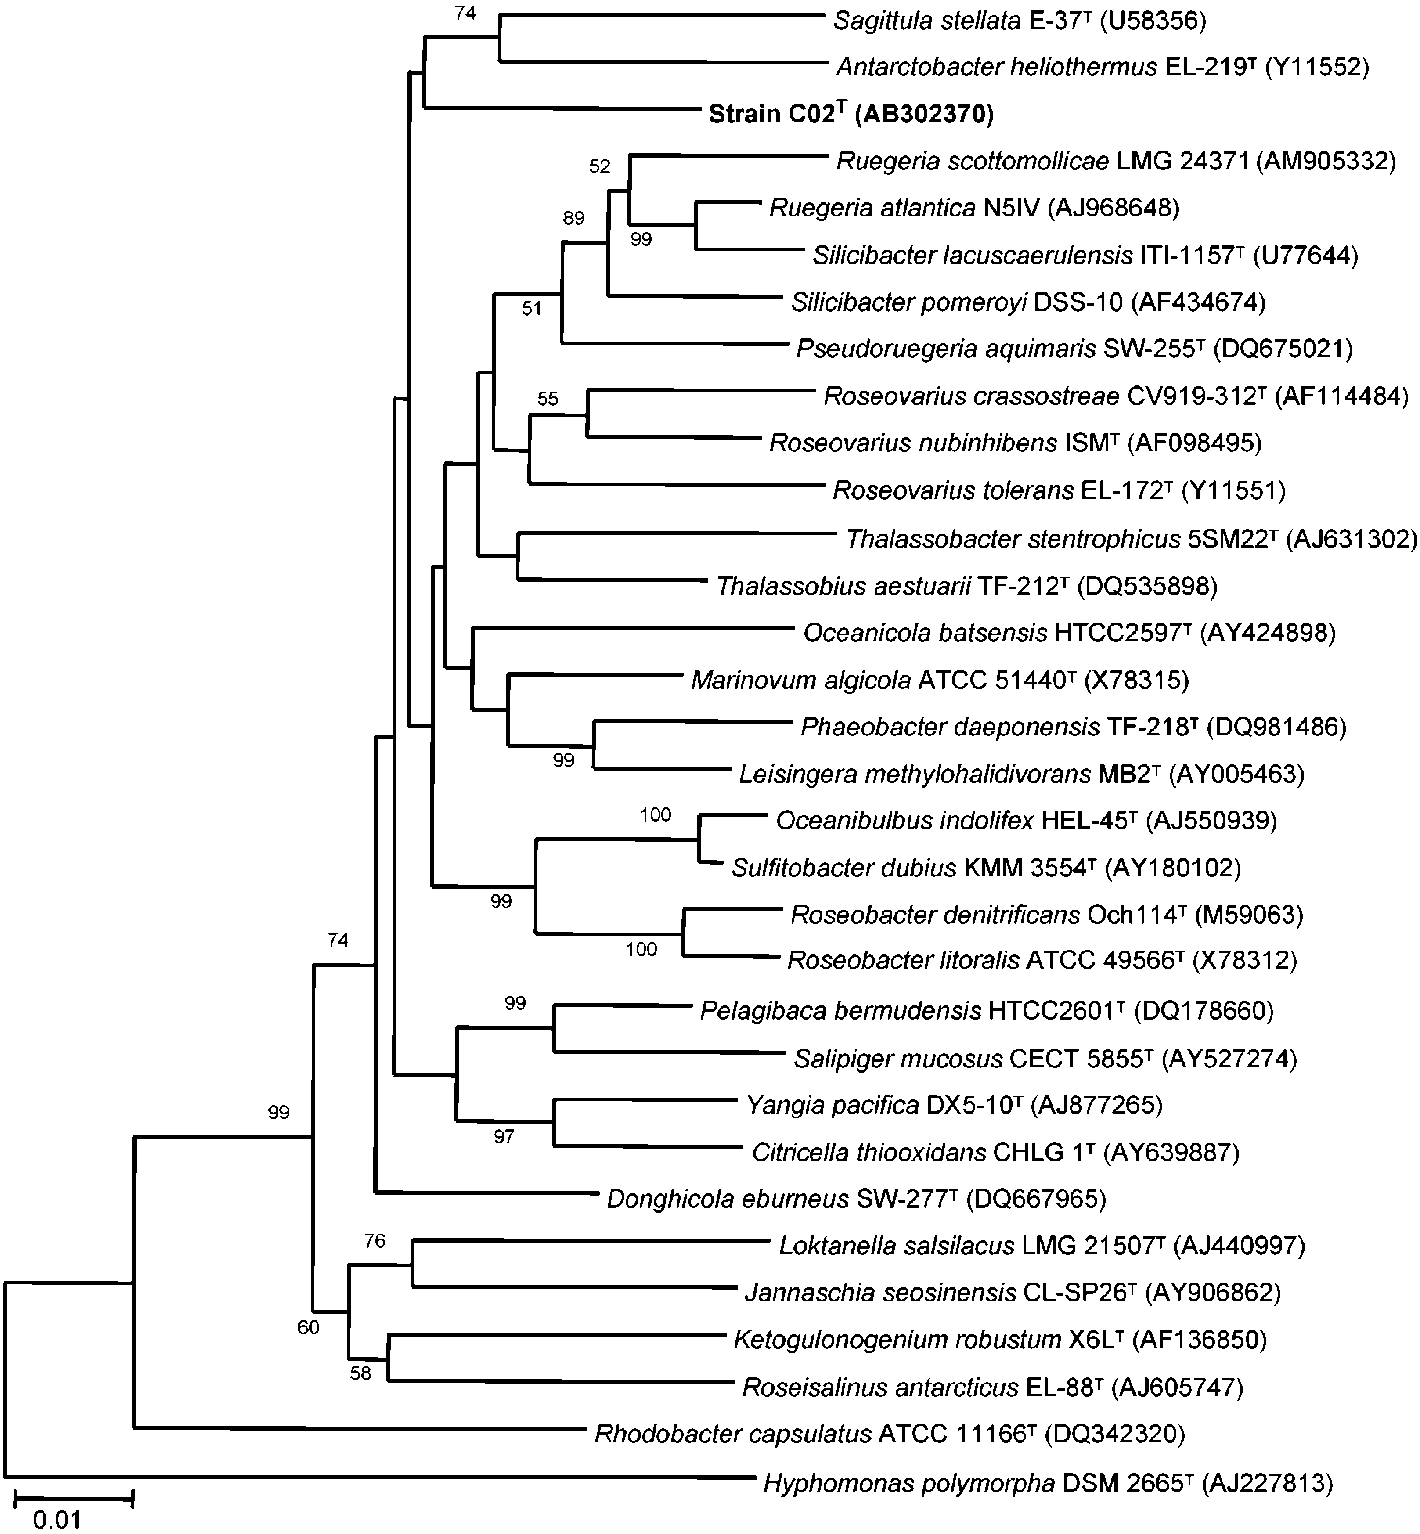 74
Sagittula stellata E-37ᵀ (U58356)
Antarctobacter heliothermus EL-219ᵀ (Y11552)
Strain C02ᵀ (AB302370)
52
Ruegeria scottomollicae LMG 24371 (AM905332)
Ruegeria atlantica N5IV (AJ968648)
89
99
Silicibacter lacuscaerulensis ITI-1157ᵀ (U77644)
Silicibacter pomeroyi DSS-10 (AF434674)
51
Pseudoruegeria aquimaris SW-255ᵀ (DQ675021)
55
Roseovarius crassostreae CV919-312ᵀ (AF114484)
Roseovarius nubinhibens ISMᵀ (AF098495)
Roseovarius tolerans EL-172ᵀ (Y11551)
Thalassobacter stentrophicus 5SM22ᵀ (AJ631302)
Thalassobius aestuarii TF-212ᵀ (DQ535898)
Oceanicola batsensis HTCC2597ᵀ (AY424898)
Marinovum algicola ATCC 51440ᵀ (X78315)
Phaeobacter daeponensis TF-218ᵀ (DQ981486)
99
Leisingera methylohalidivorans MB2ᵀ (AY005463)
100
Oceanibulbus indolifex HEL-45ᵀ (AJ550939)
Sulfitobacter dubius KMM 3554ᵀ (AY180102)
99
Roseobacter denitrificans Och114ᵀ (M59063)
100
Roseobacter litoralis ATCC 49566ᵀ (X78312)
74
99
Pelagibaca bermudensis HTCC2601ᵀ (DQ178660)
Salipiger mucosus CECT 5855ᵀ (AY527274)
Yangia pacifica DX5-10ᵀ (AJ877265)
99
97
Citricella thiooxidans CHLG 1ᵀ (AY639887)
Donghicola eburneus SW-277ᵀ (DQ667965)
76
Loktanella salsilacus LMG 21507ᵀ (AJ440997)
Jannaschia seosinensis CL-SP26ᵀ (AY906862)
60
Ketogulonogenium robustum X6Lᵀ (AF136850)
58
Roseisalinus antarcticus EL-88ᵀ (AJ605747)
Rhodobacter capsulatus ATCC 11166ᵀ (DQ342320)
Hyphomonas polymorpha DSM 2665ᵀ (AJ227813)
0.01